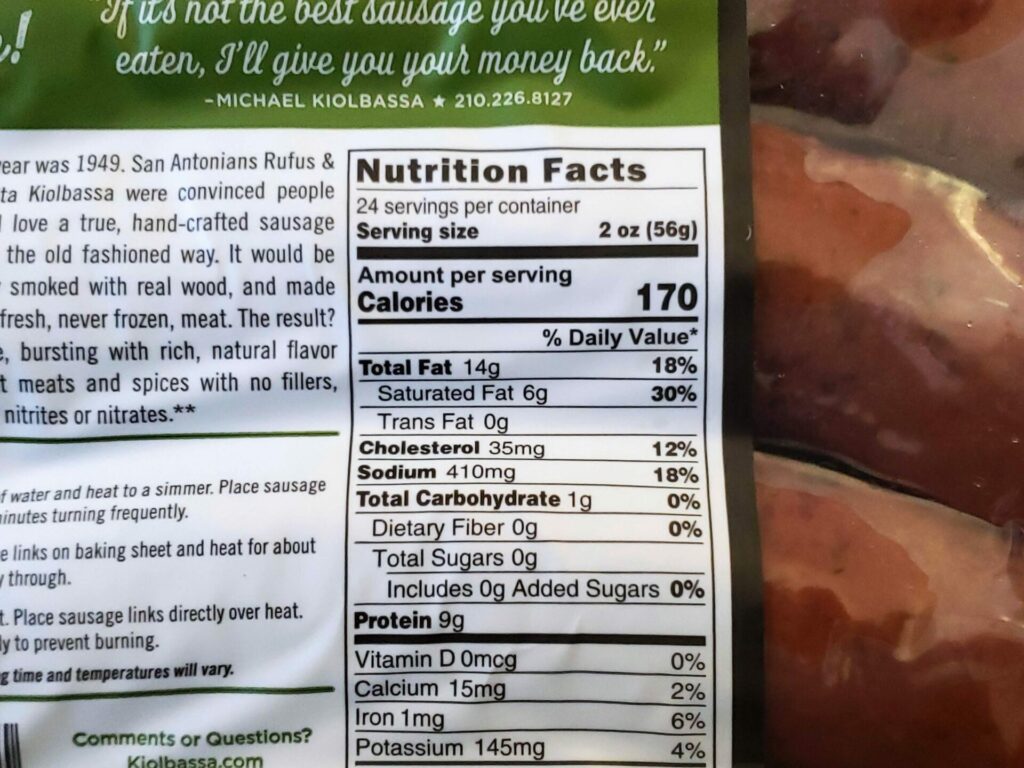 !
"If it's not the best sausage you've ever
eaten, I'll give you your money back."
-MICHAEL KIOLBASSA ★ 210.226.8127
year was 1949. San Antonians Rufus &
ta Kiolbassa were convinced people
love a true, hand-crafted sausage
the old fashioned way. It would be
smoked with real wood, and made
fresh, never frozen, meat. The result?
bursting with rich, natural flavor
meats and spices with no fillers,
nitrites or nitrates.**
of water and heat to a simmer. Place sausage
minutes turning frequently.
links on baking sheet and heat for about
through.
t. Place sausage links directly over heat.
ly to prevent burning.
g time and temperatures will vary.
Comments or Questions?
Kiolbassa.com
Nutrition Facts
24 servings per container
Serving size 2 oz (56g)
Amount per serving
Calories 170
% Daily Value*
Total Fat 14g 18%
Saturated Fat 6g 30%
Trans Fat 0g
Cholesterol 35mg 12%
Sodium 410mg 18%
Total Carbohydrate 1g 0%
Dietary Fiber 0g 0%
Total Sugars 0g
Includes 0g Added Sugars 0%
Protein 9g
Vitamin D 0mcg 0%
Calcium 15mg 2%
Iron 1mg 6%
Potassium 145mg 4%